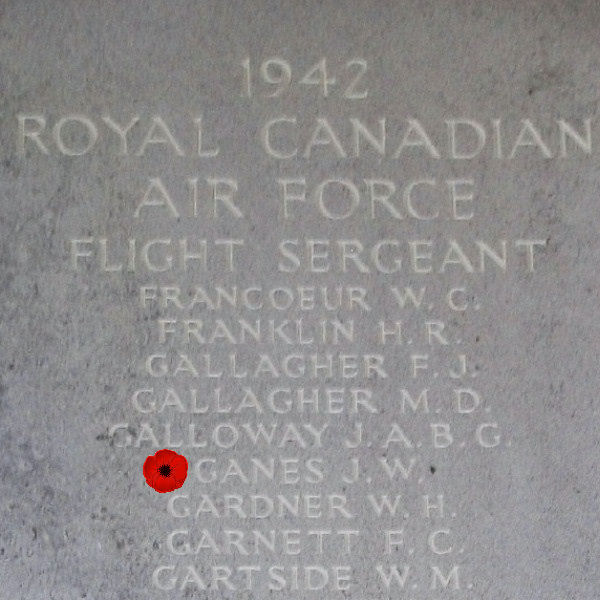 1942
ROYAL CANADIAN
AIR FORCE
FLIGHT SERGEANT
FRANCOEUR W. C.
FRANKLIN H. R.
GALLAGHER F. J.
GALLAGHER M. D.
GALLOWAY J. A. B. G.
GANES J. W.
GARDNER W. H.
GARNETT F. C.
GARTSIDE W. M.